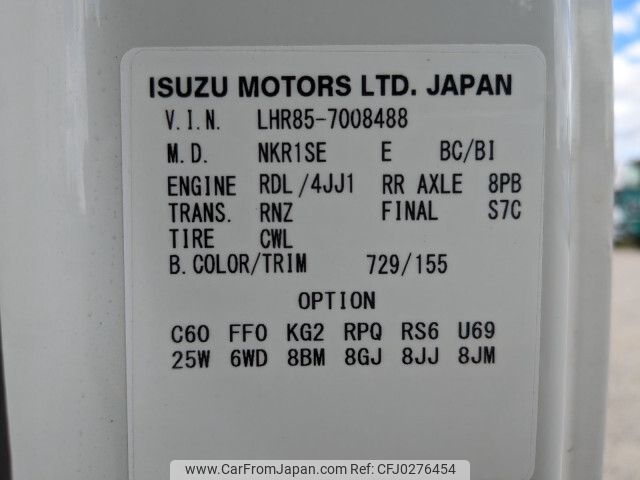 ISUZU MOTORS LTD. JAPAN
V.I.N. LHR85-7008488
M.D. NKR1SE E BC/BI
ENGINE RDL/4JJ1 RR AXLE 8PB
TRANS. RNZ FINAL S7C
TIRE CWL
B.COLOR/TRIM 729/155
OPTION
C60 FF0 KG2 RPQ RS6 U69
25W 6WD 8BM 8GJ 8JJ 8JM
www.CarFromJapan.com - Ref. CFJ0276454